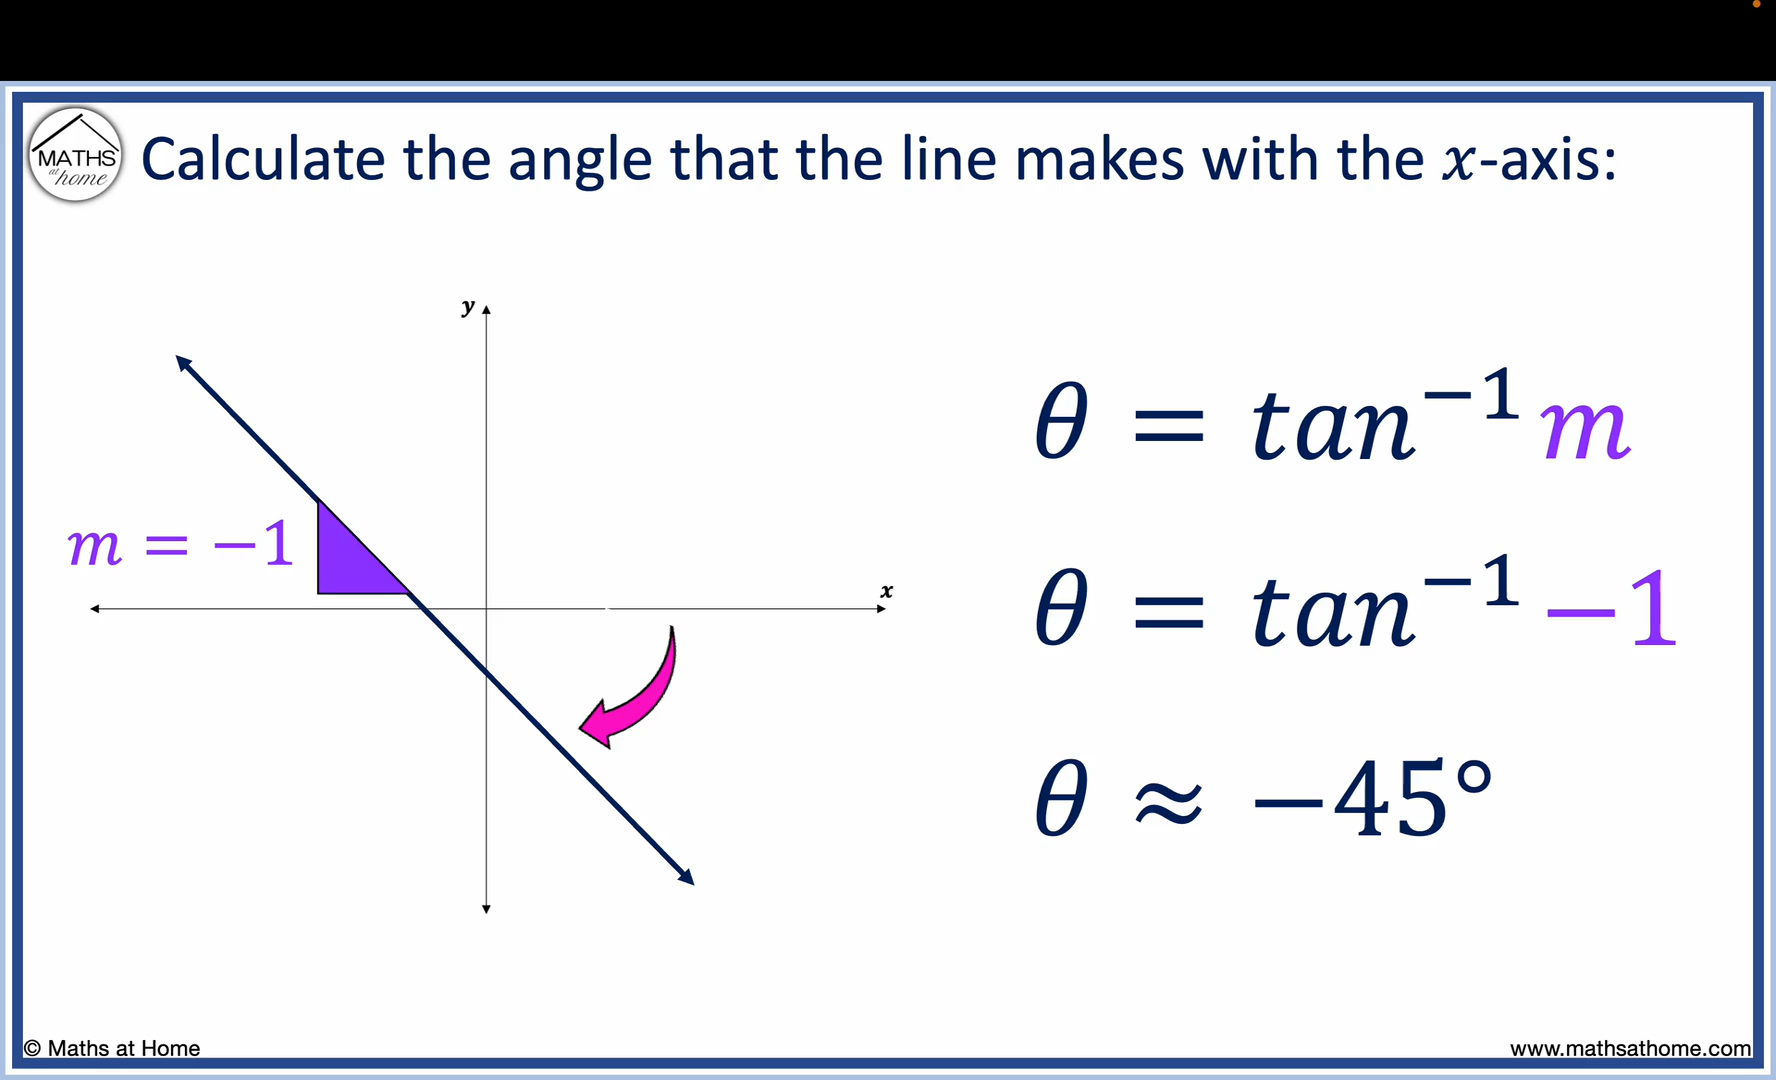 MATHS
at
home
Calculate the angle that the line makes with the x-axis:
y
x
m = −1
θ = tan⁻¹m
θ = tan⁻¹−1
θ ≈ −45°
© Maths at Home
www.mathsathome.com